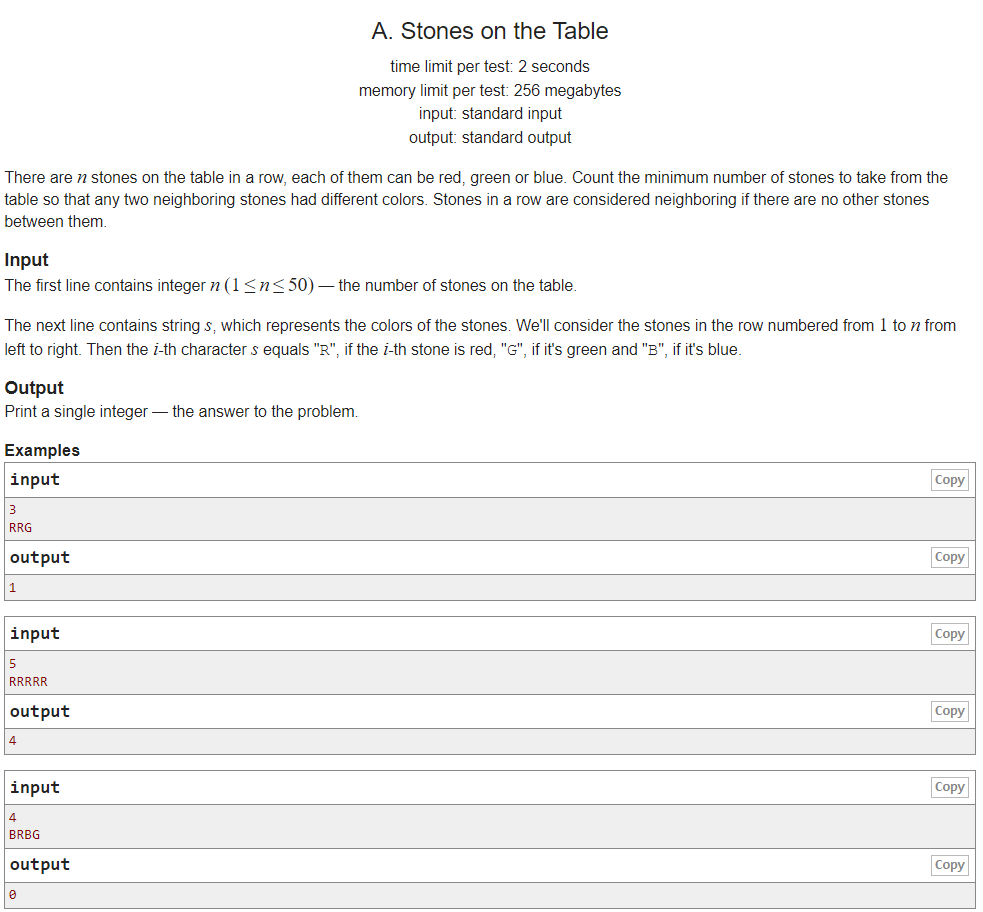 A. Stones on the Table
time limit per test: 2 seconds
memory limit per test: 256 megabytes
input: standard input
output: standard output
There are n stones on the table in a row, each of them can be red, green or blue. Count the minimum number of stones to take from the
table so that any two neighboring stones had different colors. Stones in a row are considered neighboring if there are no other stones
between them.
Input
The first line contains integer n (1 ≤ n ≤ 50) — the number of stones on the table.
The next line contains string s, which represents the colors of the stones. We'll consider the stones in the row numbered from 1 to n from
left to right. Then the i-th character s equals "R", if the i-th stone is red, "G", if it's green and "B", if it's blue.
Output
Print a single integer — the answer to the problem.
Examples
input Copy
3
RRG
output Copy
1
input Copy
5
RRRRR
output Copy
4
input Copy
4
BRBG
output Copy
0